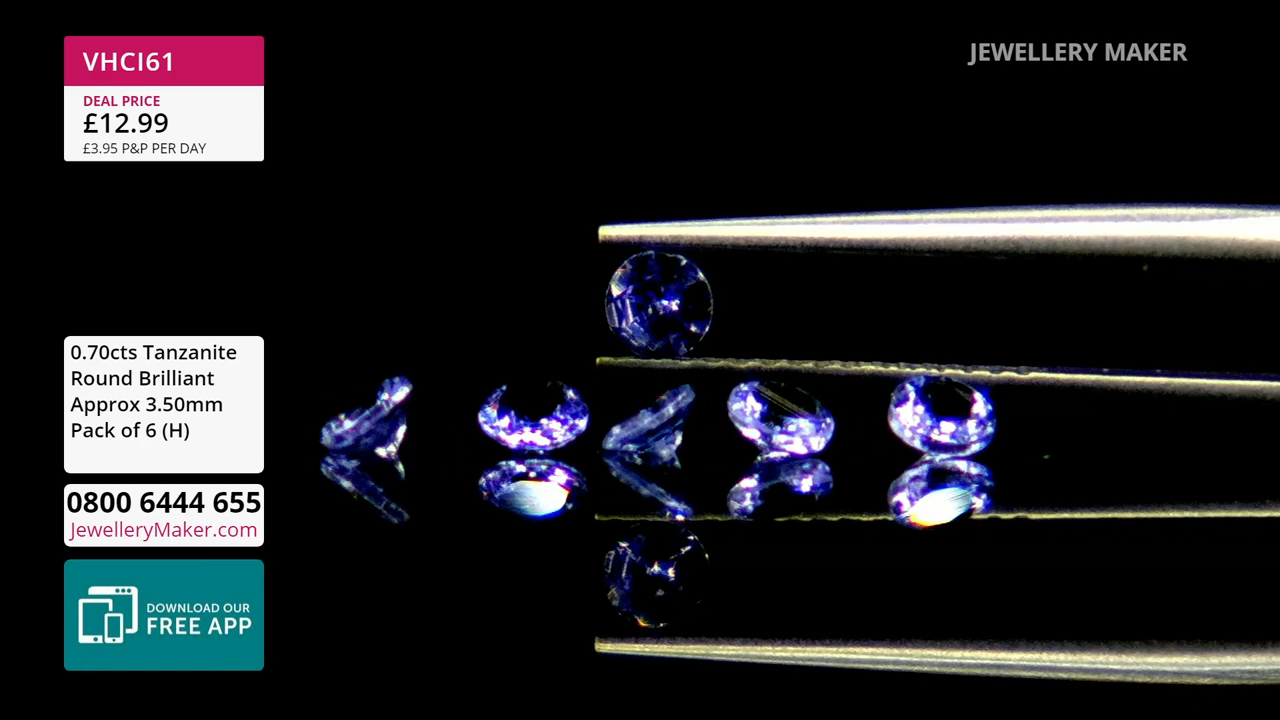 VHCI61
DEAL PRICE
£12.99
£3.95 P&P PER DAY
JEWELLERY MAKER
0.70cts Tanzanite
Round Brilliant
Approx 3.50mm
Pack of 6 (H)
0800 6444 655
JewelleryMaker.com
DOWNLOAD OUR
FREE APP